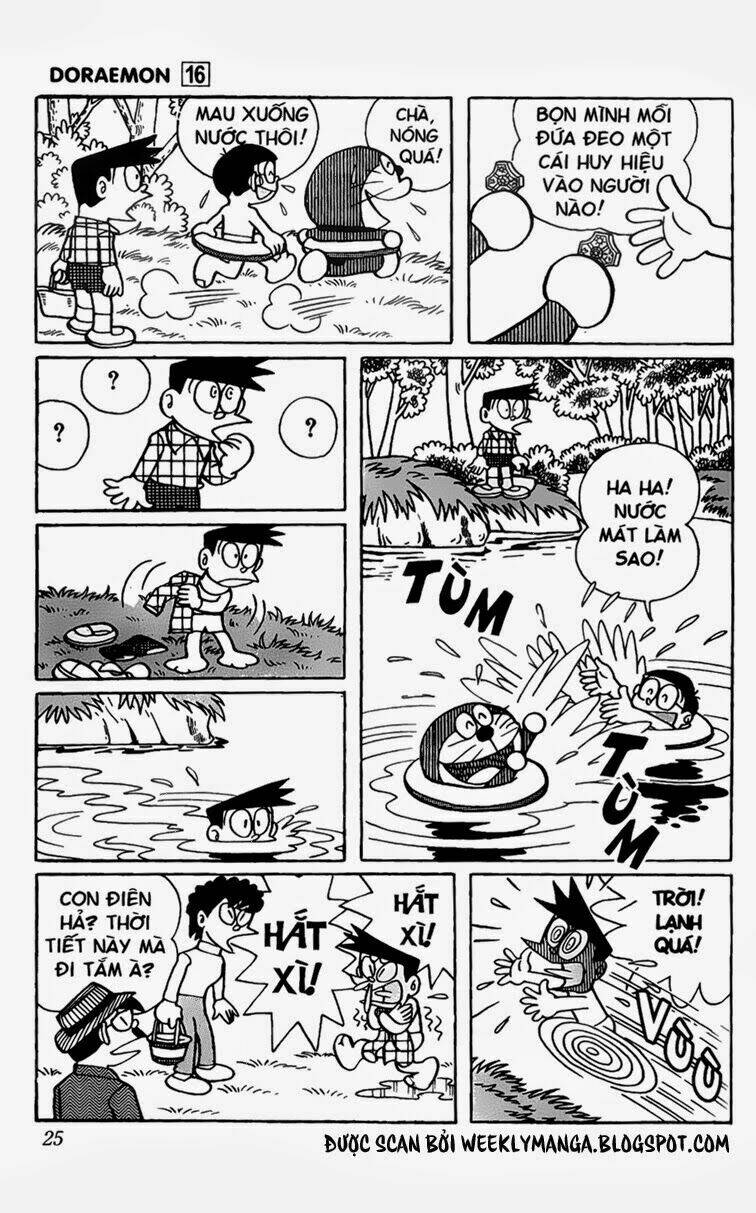 DORAEMON 16
BỌN MÌNH MỖI
ĐỨA ĐEO MỘT
CÁI HUY HIỆU
VÀO NGƯỜI
NÀO!
CHÀ,
NÓNG
QUÁ!
MAU XUỐNG
NƯỚC THÔI!
HA HA!
NƯỚC
MÁT LÀM
SAO!
TÙM
TÙM
?
?
?
TRỜI!
LẠNH
QUÁ!
VÙÙ
HẮT
XÌ!
HẮT
XÌ!
CON ĐIÊN
HẢ? THỜI
TIẾT NÀY MÀ
ĐI TẮM À?
25
ĐƯỢC SCAN BỞI WEEKLYMANGA.BLOGSPOT.COM